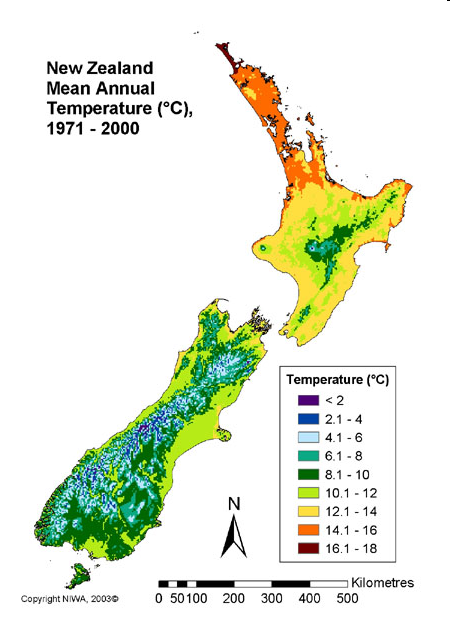 New Zealand
Mean Annual
Temperature (°C),
1971 - 2000
Temperature (°C)
< 2
2.1 - 4
4.1 - 6
6.1 - 8
8.1 - 10
10.1 - 12
12.1 - 14
14.1 - 16
16.1 - 18
N
Kilometres
0 50 100 200 300 400 500
Copyright NIWA, 2003©